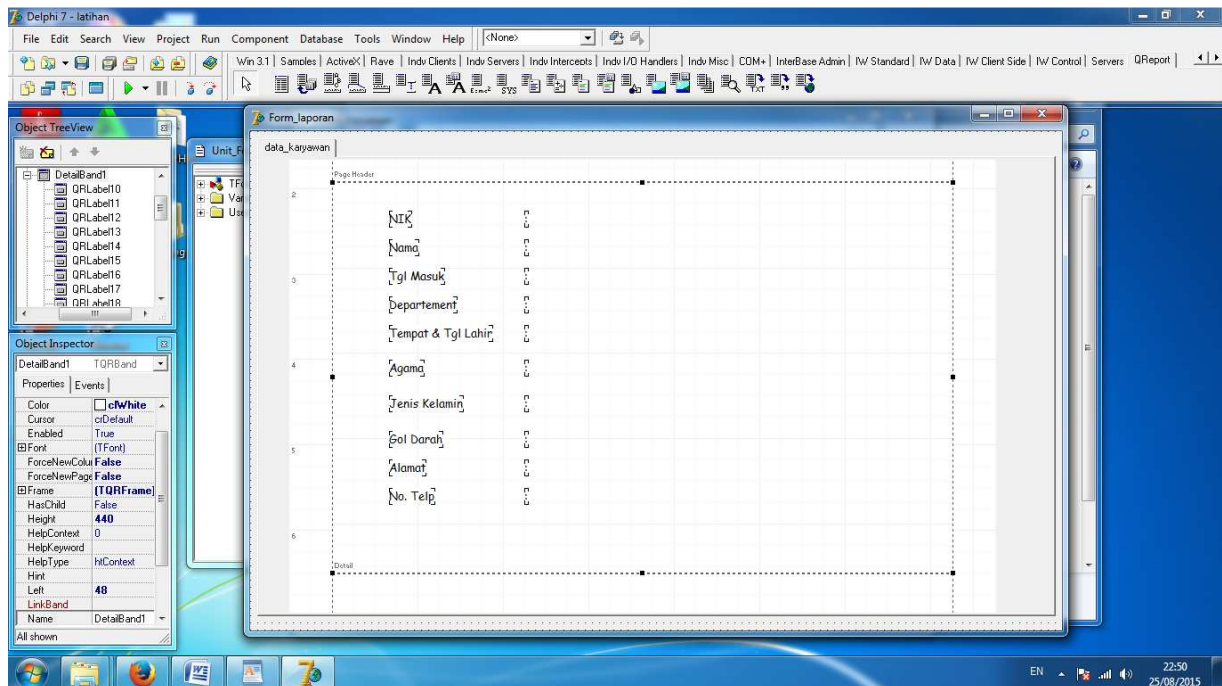 Delphi 7 - latihan
File Edit Search View Project Run Component Database Tools Window Help <None>
Win 3.1 Samples ActiveX Rave Indy Clients Indy Servers Indy Intercepts Indy I/O Handlers Indy Misc COM+ InterBase Admin IW Standard IW Data IW Client Side IW Control Servers QReport
Object TreeView
DetailBand1
QRLabel10
QRLabel11
QRLabel12
QRLabel13
QRLabel14
QRLabel15
QRLabel16
QRLabel17
QRLabel18
Object Inspector
DetailBand1 TQRBand
Properties Events
Color clWhite
Cursor crDefault
Enabled True
Font (TFont)
ForceNewColu False
ForceNewPage False
Frame (TQRFrame)
HasChild False
Height 440
HelpContext 0
HelpKeyword
HelpType htContext
Hint
Left 48
LinkBand
Name DetailBand1
All shown
Form_laporan
data_karyawan
Page Header
2
NIK :
Nama :
3
Tgl Masuk :
Departement :
Tempat & Tgl Lahir :
4
Agama :
Jenis Kelamin :
5
Gol Darah :
Alamat :
No. Telp :
6
Detail
EN
22:50
25/08/2015